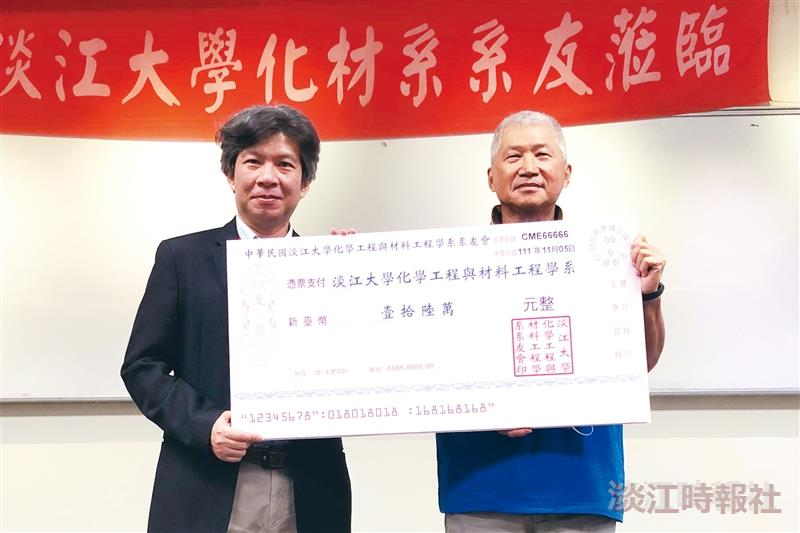 淡江大學化材系系友蒞臨
中華民國淡江大學化學工程與材料工程學系系友會 CME66666
111 年 11月05日
憑票支付 淡江大學化學工程與材料工程學系
新臺幣 壹拾陸萬 元整
淡江大學
化學工程與
材料工程學
系系友會印
8888-8888-88
"12345678":018018018 :168168168"
淡江時報社